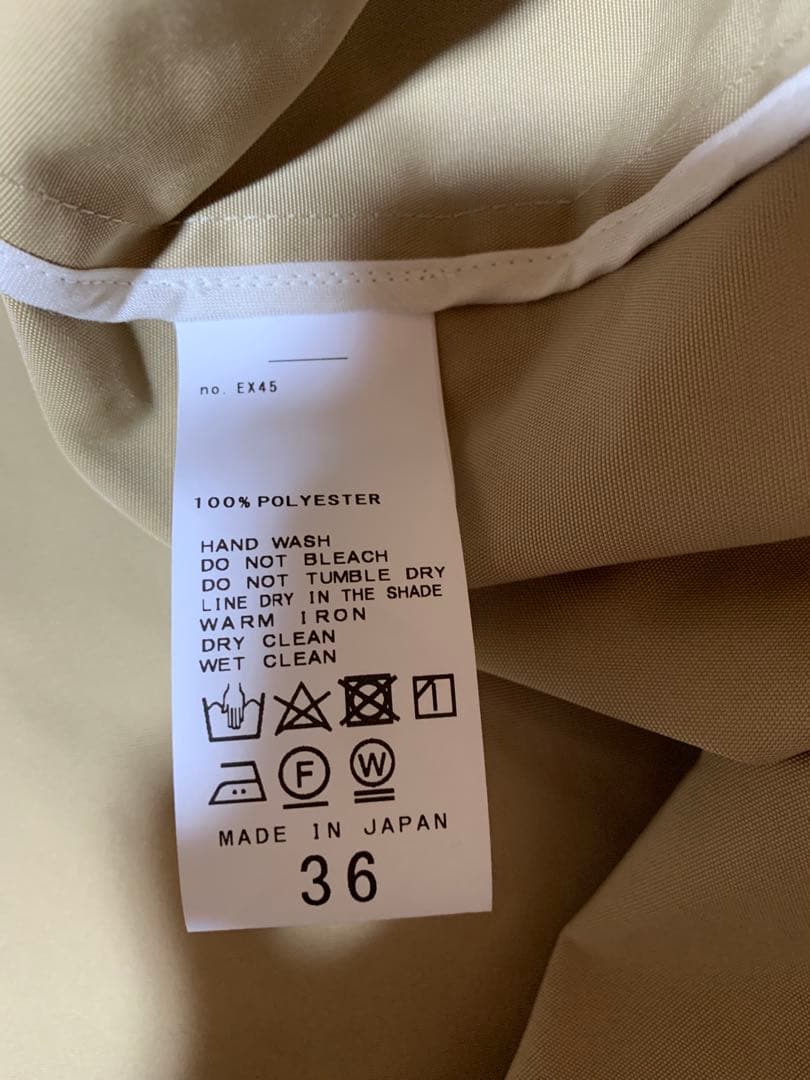 no. EX45
100% POLYESTER
HAND WASH
DO NOT BLEACH
DO NOT TUMBLE DRY
LINE DRY IN THE SHADE
WARM IRON
DRY CLEAN
WET CLEAN
F W
MADE IN JAPAN
36